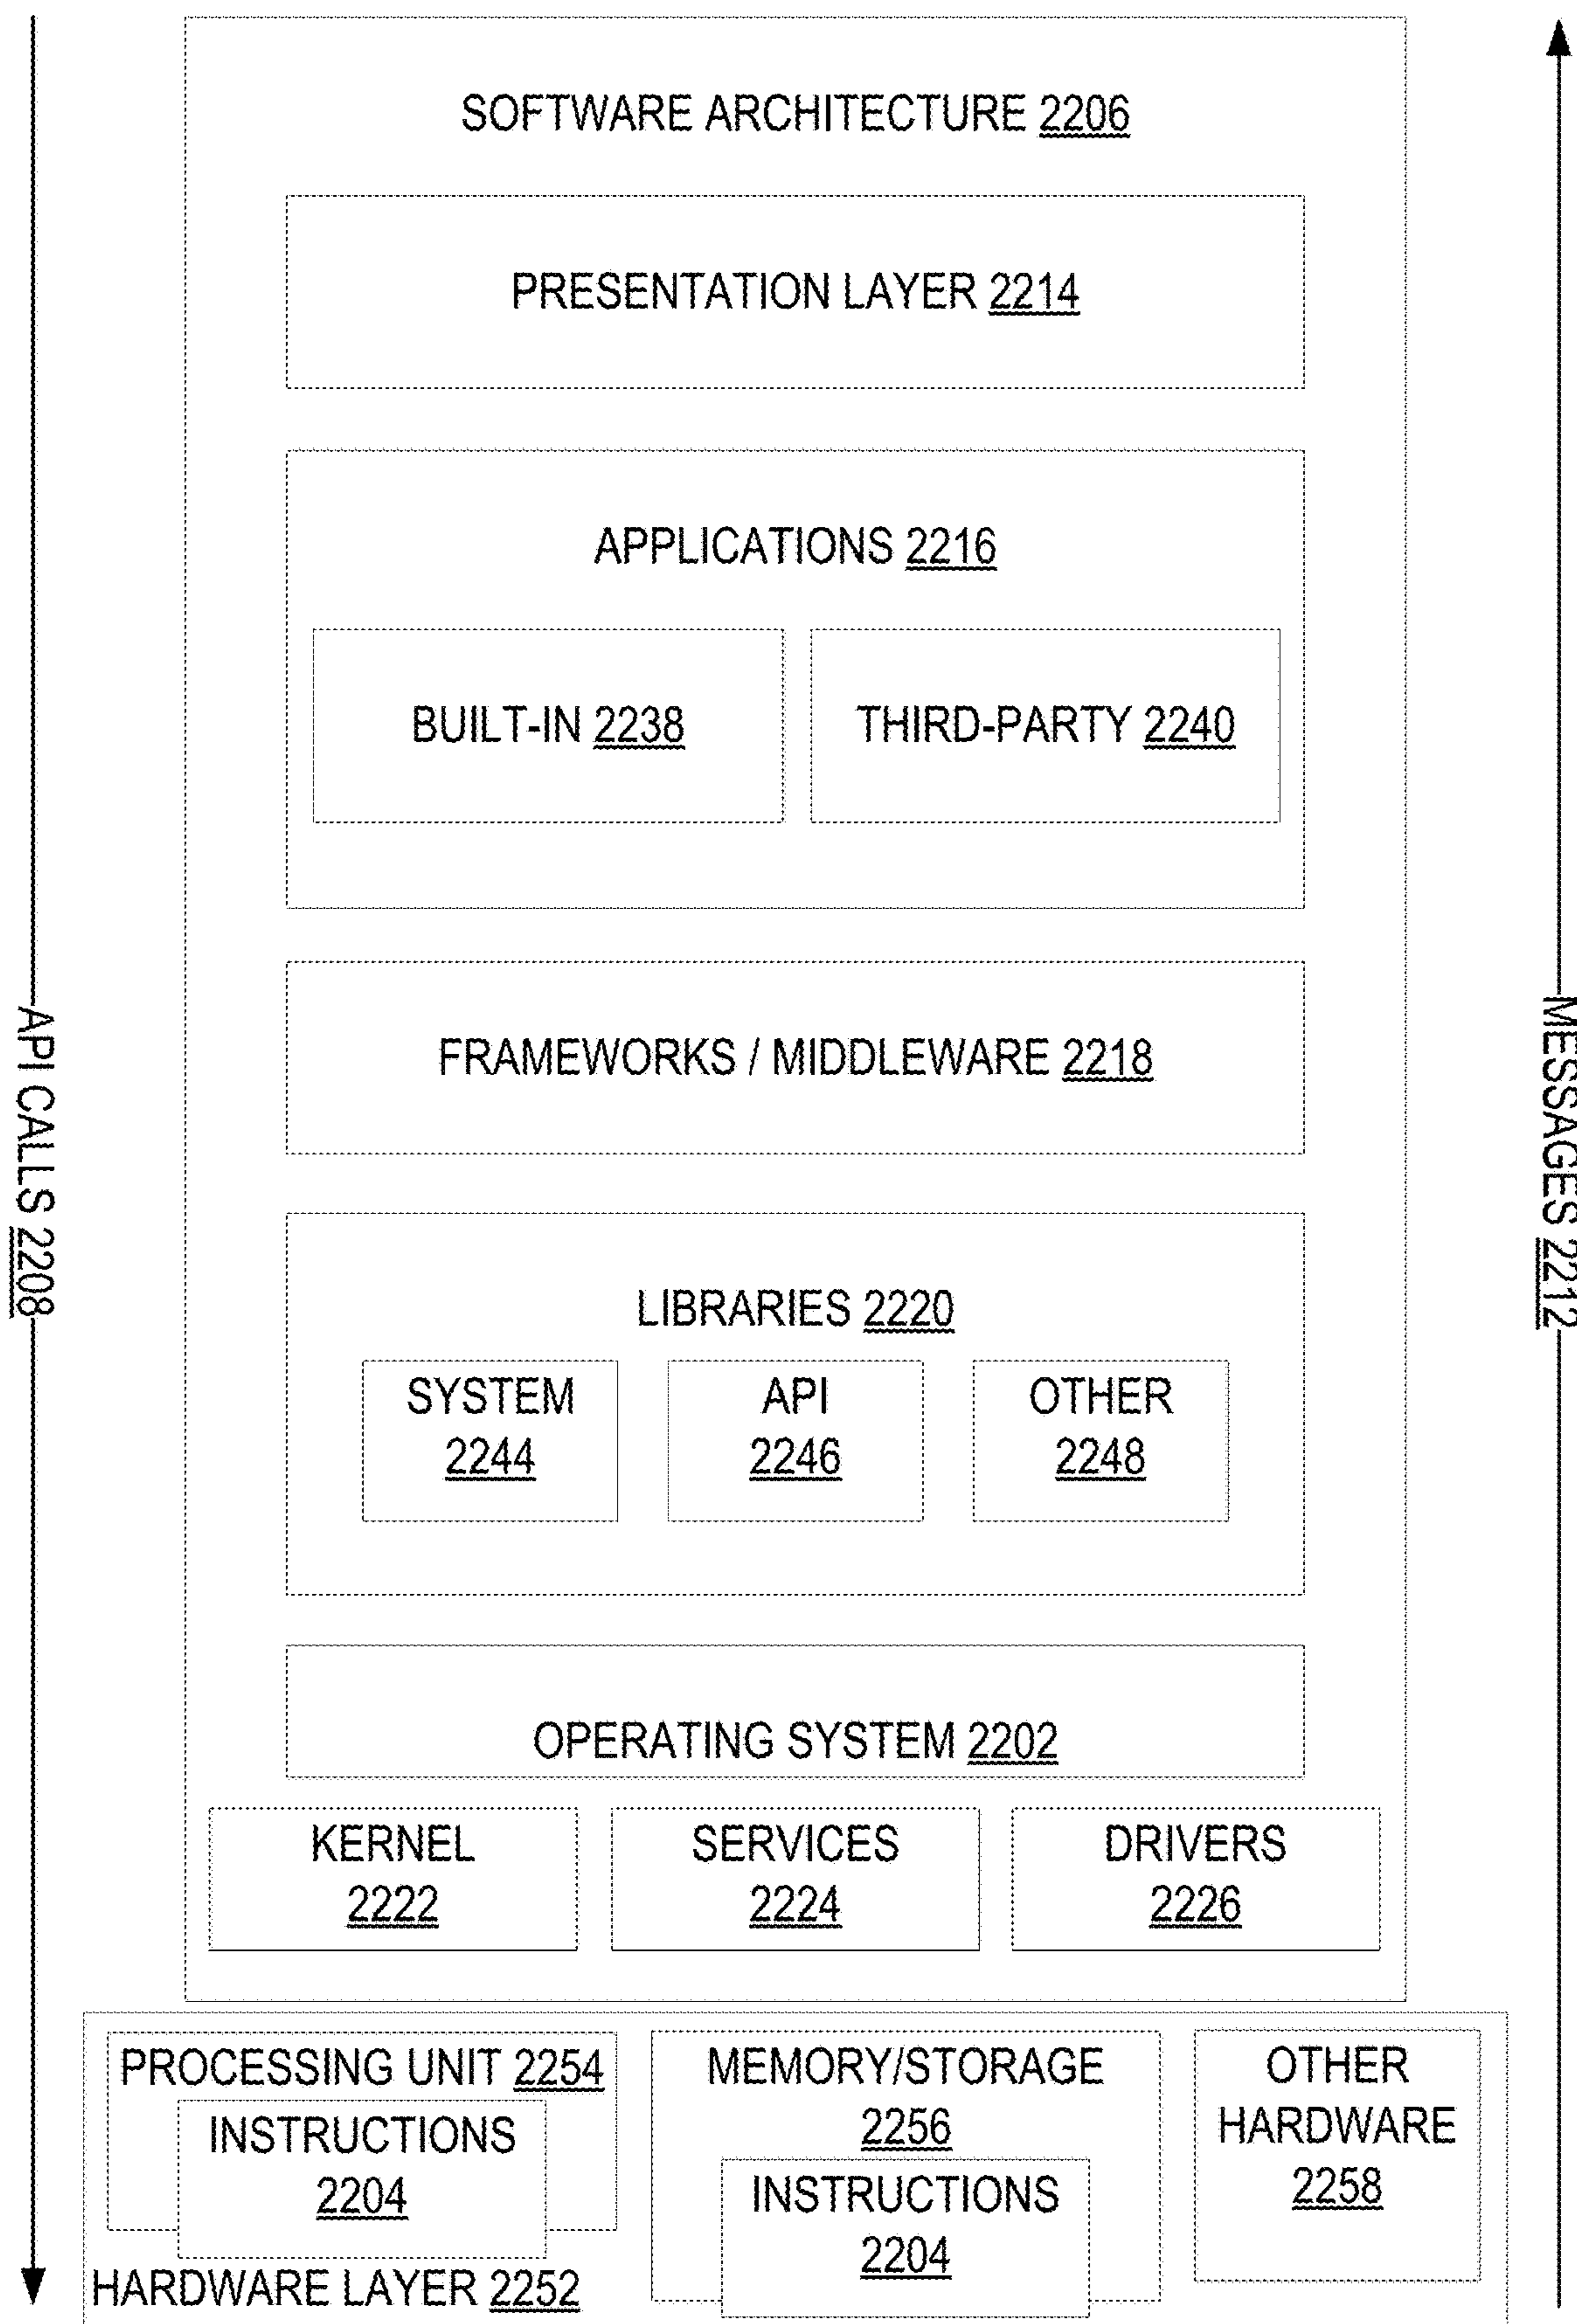 SOFTWARE ARCHITECTURE 2206
PRESENTATION LAYER 2214
APPLICATIONS 2216
BUILT-IN 2238
THIRD-PARTY 2240
FRAMEWORKS / MIDDLEWARE 2218
API CALLS 2208
MESSAGES 2212
LIBRARIES 2220
SYSTEM
2244
API
2246
OTHER
2248
OPERATING SYSTEM 2202
KERNEL
2222
SERVICES
2224
DRIVERS
2226
PROCESSING UNIT 2254
INSTRUCTIONS
2204
MEMORY/STORAGE
2256
INSTRUCTIONS
2204
OTHER
HARDWARE
2258
HARDWARE LAYER 2252